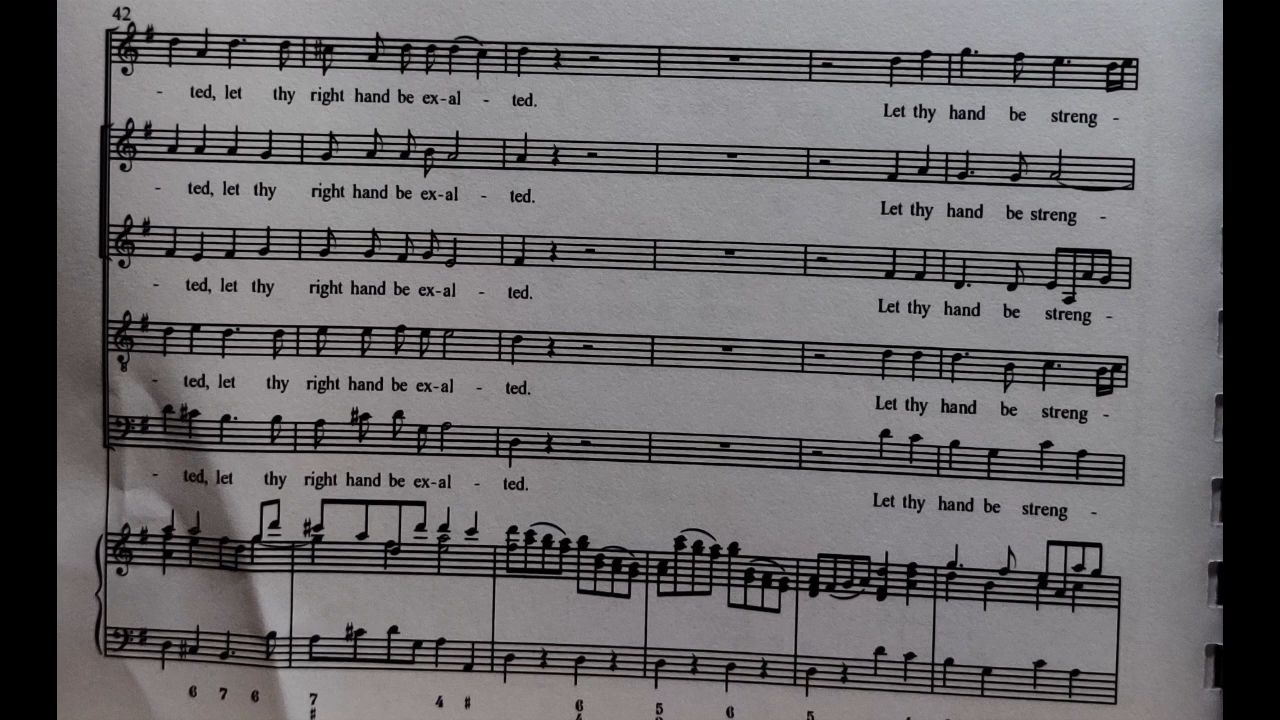 42
- ted, let thy right hand be ex-al - ted. Let thy hand be streng -
- ted, let thy right hand be ex-al - ted. Let thy hand be streng -
- ted, let thy right hand be ex-al - ted. Let thy hand be streng -
8
- ted, let thy right hand be ex-al - ted. Let thy hand be streng -
- ted, let thy right hand be ex-al - ted. Let thy hand be streng -
6 7 6 7 4 # 6 5 6 5
#